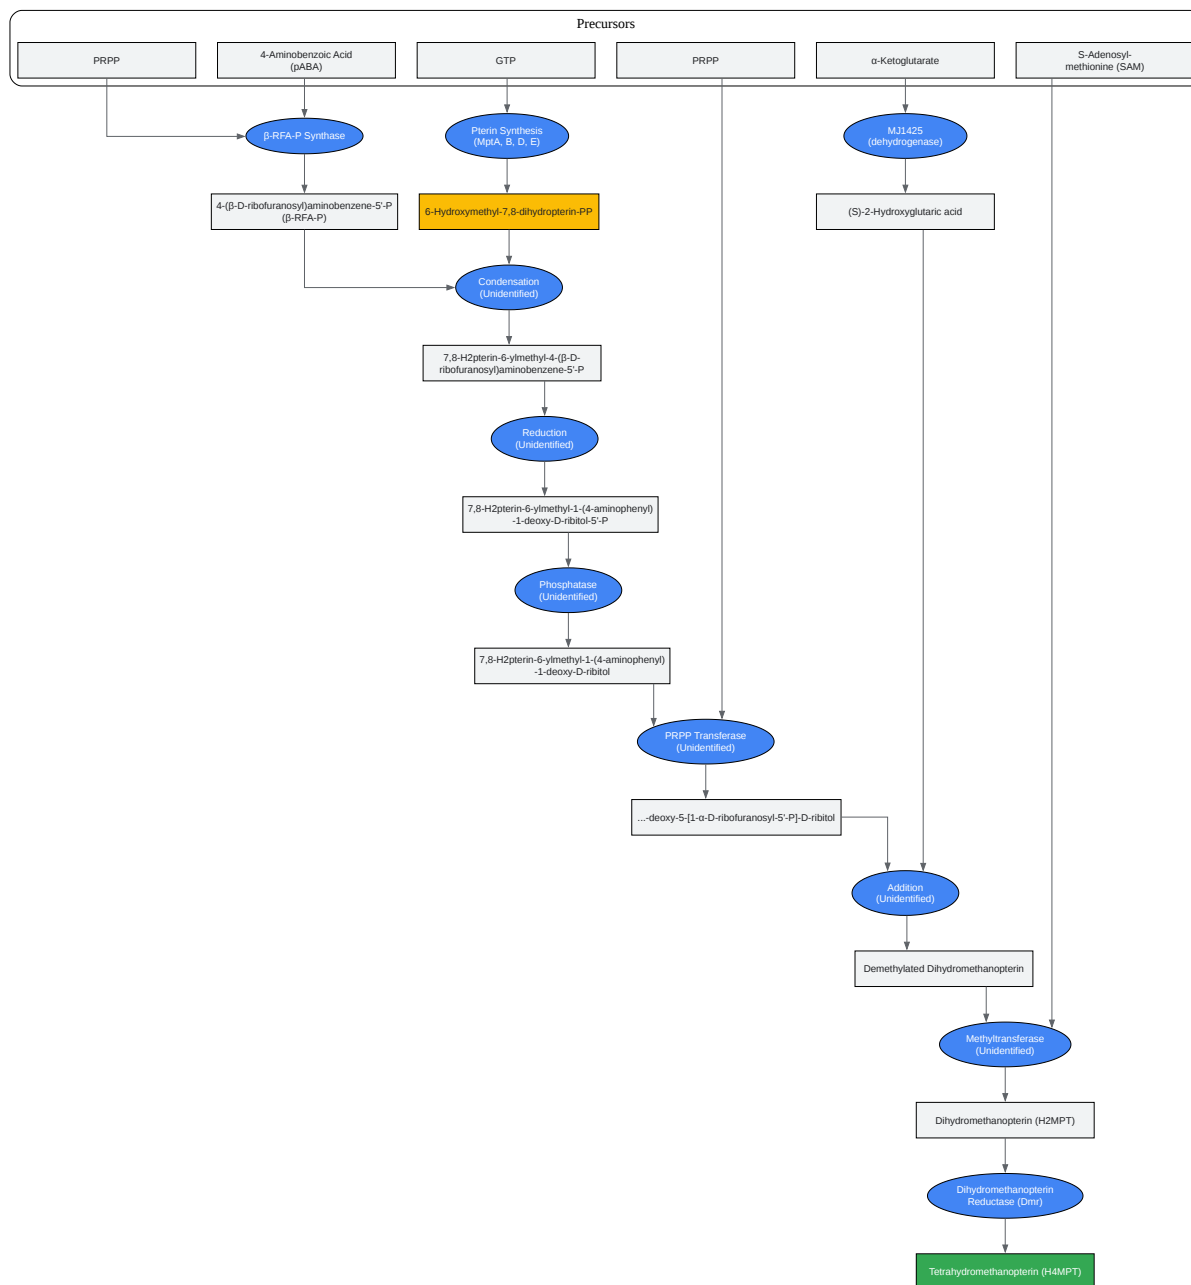 Precursors
PRPP
4-Aminobenzoic Acid
(pABA)
GTP
PRPP
α-Ketoglutarate
S-Adenosyl-
methionine (SAM)
β-RFA-P Synthase
Pterin Synthesis
(MptA, B, D, E)
MJ1425
(dehydrogenase)
4-(β-D-ribofuranosyl)aminobenzene-5'-P
(β-RFA-P)
6-Hydroxymethyl-7,8-dihydropterin-PP
(S)-2-Hydroxyglutaric acid
Condensation
(Unidentified)
7,8-H2pterin-6-ylmethyl-4-(β-D-
ribofuranosyl)aminobenzene-5'-P
Reduction
(Unidentified)
7,8-H2pterin-6-ylmethyl-1-(4-aminophenyl)
-1-deoxy-D-ribitol-5'-P
Phosphatase
(Unidentified)
7,8-H2pterin-6-ylmethyl-1-(4-aminophenyl)
-1-deoxy-D-ribitol
PRPP Transferase
(Unidentified)
...-deoxy-5-[1-α-D-ribofuranosyl-5'-P]-D-ribitol
Addition
(Unidentified)
Demethylated Dihydromethanopterin
Methyltransferase
(Unidentified)
Dihydromethanopterin (H2MPT)
Dihydromethanopterin
Reductase (Dmr)
Tetrahydromethanopterin (H4MPT)